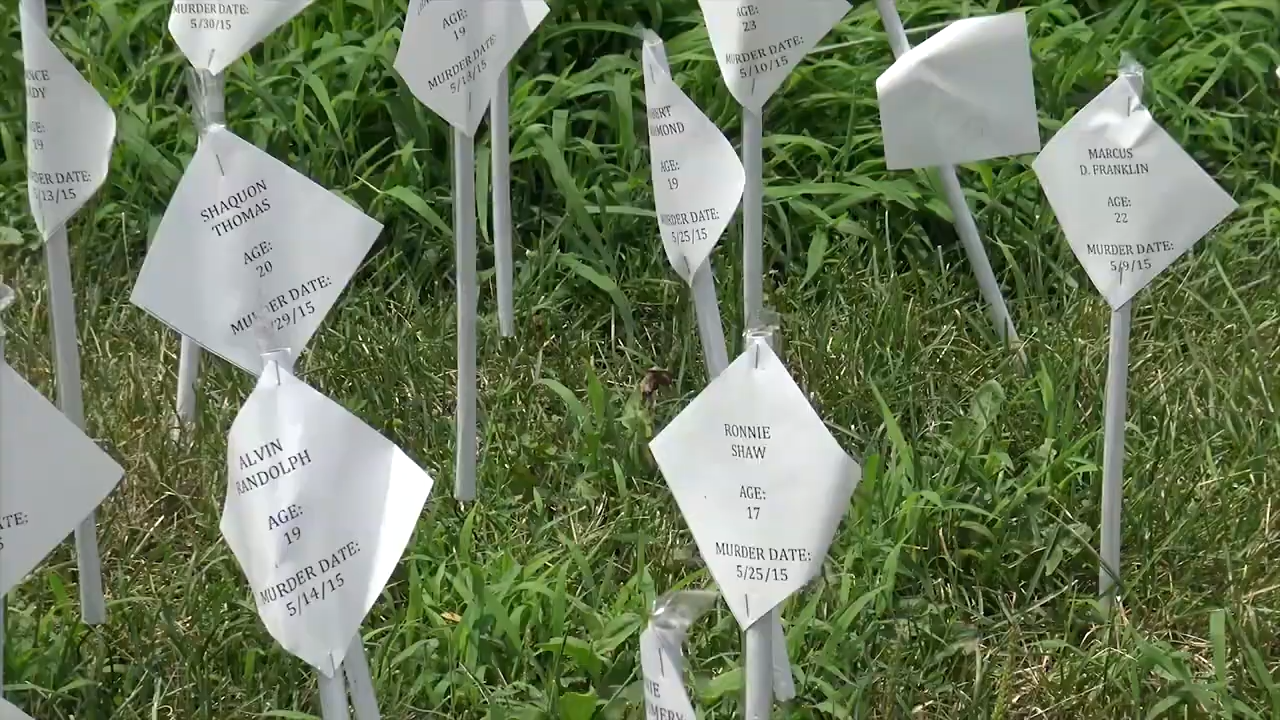 MURDER DATE:
5/30/15
AGE:
19
MURDER DATE:
5/13/15
AGE:
23
MURDER DATE:
5/10/15
AGE:
19
MURDER DATE:
5/25/15
MARCUS
D. FRANKLIN
AGE:
22
MURDER DATE:
5/9/15
19
DATE:
5/13/15
SHAQUON
THOMAS
AGE:
20
MURDER DATE:
/29/15
ALVIN
RANDOLPH
AGE:
19
MURDER DATE:
5/14/15
RONNIE
SHAW
AGE:
17
MURDER DATE:
5/25/15